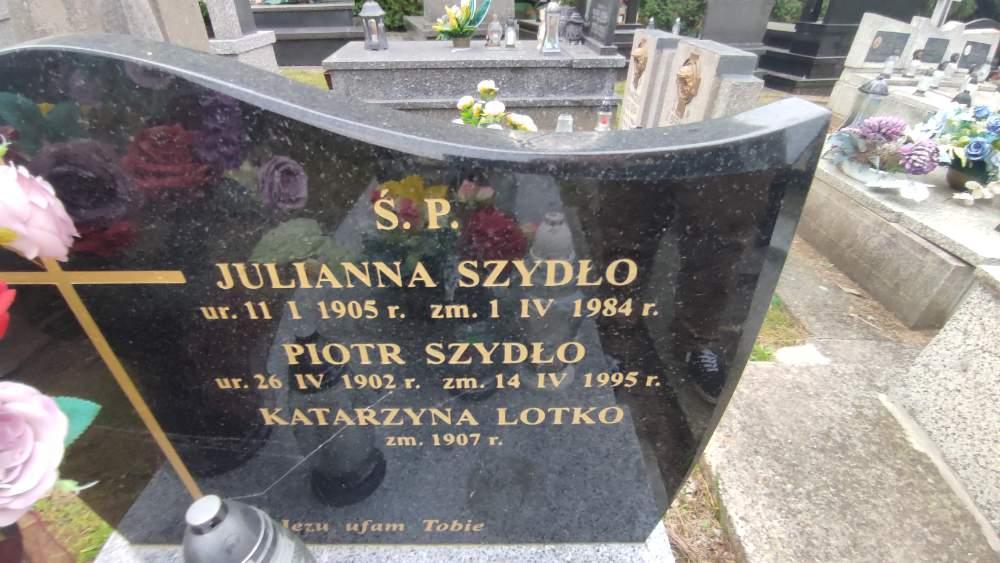 Ś. P.
JULIANNA SZYDŁO
ur. 11 I 1905 r. zm. 1 IV 1984 r.
PIOTR SZYDŁO
ur. 26 IV 1902 r. zm. 14 IV 1995 r.
KATARZYNA LOTKO
zm. 1907 r.
Jezu ufam Tobie